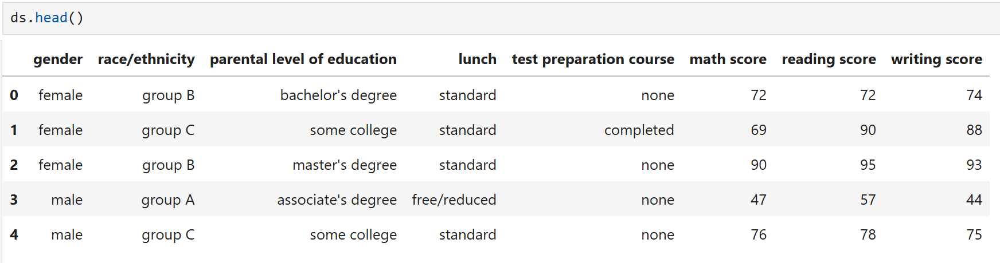 ds.head()
gender race/ethnicity parental level of education lunch test preparation course math score reading score writing score
0 female group B bachelor's degree standard none 72 72 74
1 female group C some college standard completed 69 90 88
2 female group B master's degree standard none 90 95 93
3 male group A associate's degree free/reduced none 47 57 44
4 male group C some college standard none 76 78 75